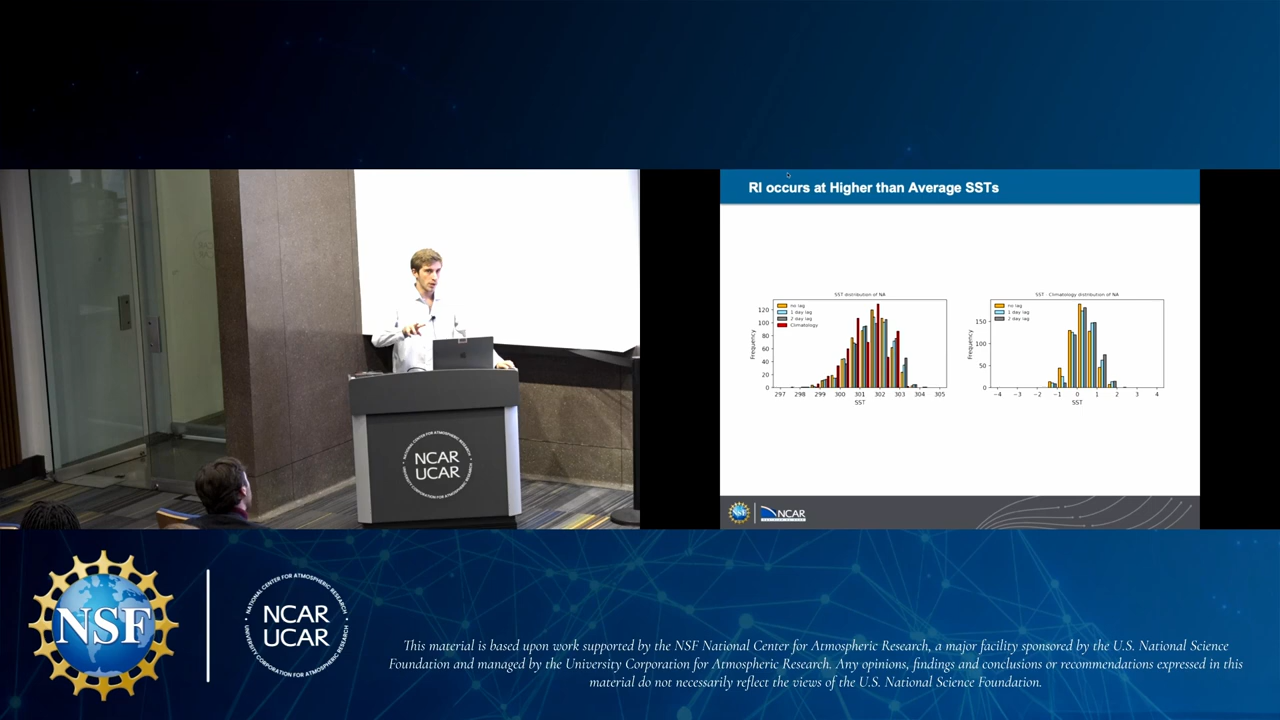 RI occurs at Higher than Average SSTs
SST distribution of NA
no lag
1 day lag
2 day lag
Climatology
Frequency
120
100
80
60
40
20
0
297 298 299 300 301 302 303 304 305
SST
SST - Climatology distribution of NA
no lag
1 day lag
2 day lag
Frequency
150
100
50
0
−4 −3 −2 −1 0 1 2 3 4
SST
NSF
NCAR
NATIONAL CENTER FOR ATMOSPHERIC RESEARCH
NCAR
UCAR
UNIVERSITY CORPORATION FOR ATMOSPHERIC RESEARCH
NSF
NATIONAL CENTER FOR ATMOSPHERIC RESEARCH
NCAR
UCAR
UNIVERSITY CORPORATION FOR ATMOSPHERIC RESEARCH
This material is based upon work supported by the NSF National Center for Atmospheric Research, a major facility sponsored by the U.S. National Science
Foundation and managed by the University Corporation for Atmospheric Research. Any opinions, findings and conclusions or recommendations expressed in this
material do not necessarily reflect the views of the U.S. National Science Foundation.